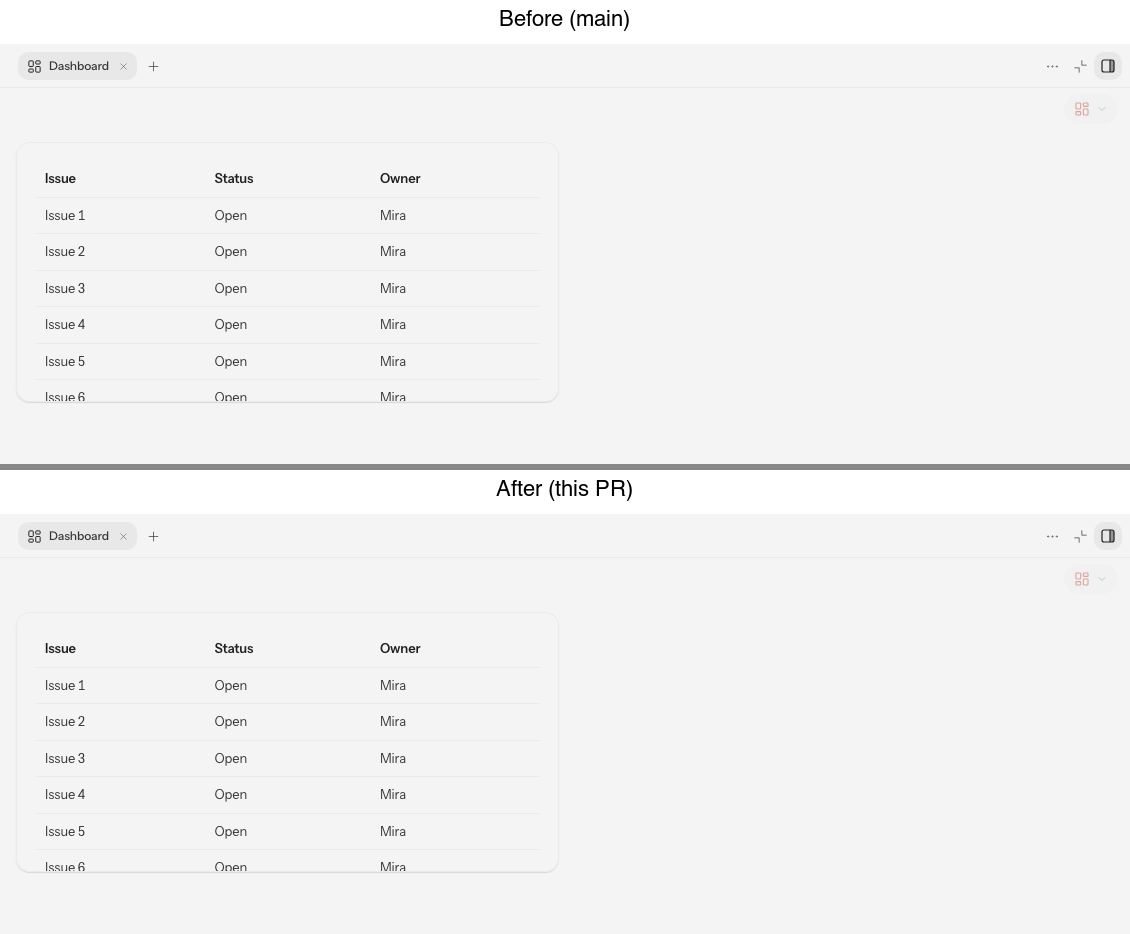 Before (main)
Dashboard
Issue Status Owner
Issue 1 Open Mira
Issue 2 Open Mira
Issue 3 Open Mira
Issue 4 Open Mira
Issue 5 Open Mira
Issue 6 Open Mira
After (this PR)
Dashboard
Issue Status Owner
Issue 1 Open Mira
Issue 2 Open Mira
Issue 3 Open Mira
Issue 4 Open Mira
Issue 5 Open Mira
Issue 6 Open Mira